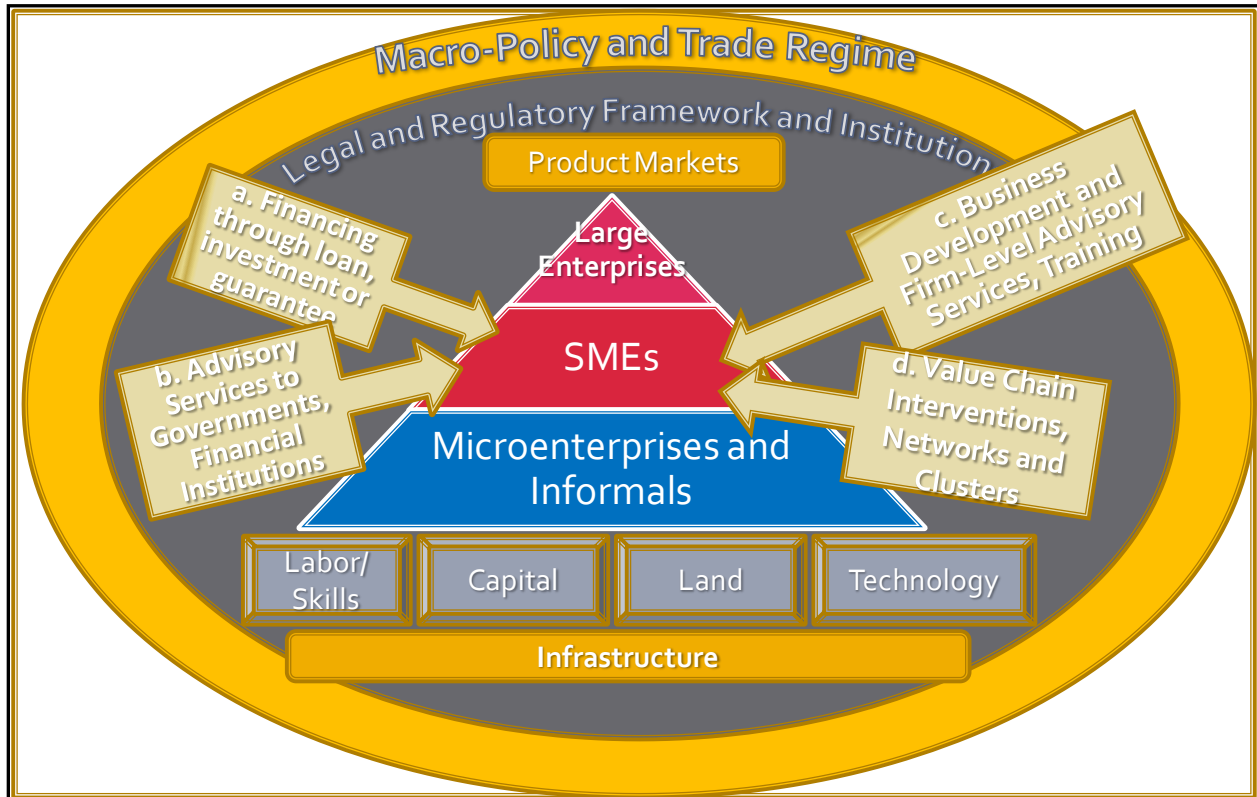 Macro-Policy and Trade Regime
Legal and Regulatory Framework and Institution
Product Markets
a. Financing
through loan,
investment or
guarantee
c. Business
Development and
Firm-Level Advisory
Services, Training
Large
Enterprises
SMEs
b. Advisory
Services to
Governments,
Financial
Institutions
d. Value Chain
Interventions,
Networks and
Clusters
Microenterprises and
Informals
Labor/
Skills
Capital
Land
Technology
Infrastructure